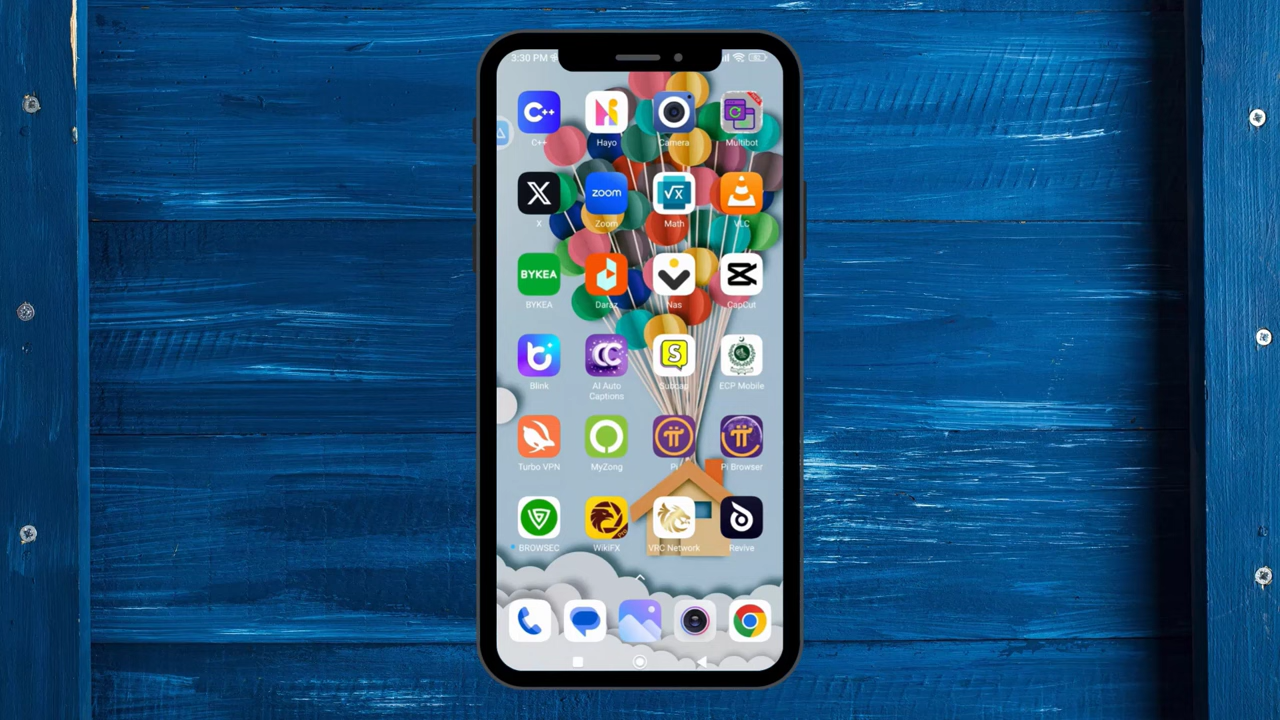 3:30 PM
C++
C++
Hayo
Camera
Multibot
X
zoom
√x
X
Zoom
Math
VLC
BYKEA
BYKEA
Daraz
Nas
CapCut
CC
S
Blink
AI Auto
Captions
Subcap
ECP Mobile
Turbo VPN
MyZong
Pi
Pi Browser
BROWSEC
WikiFX
VRC Network
Revive